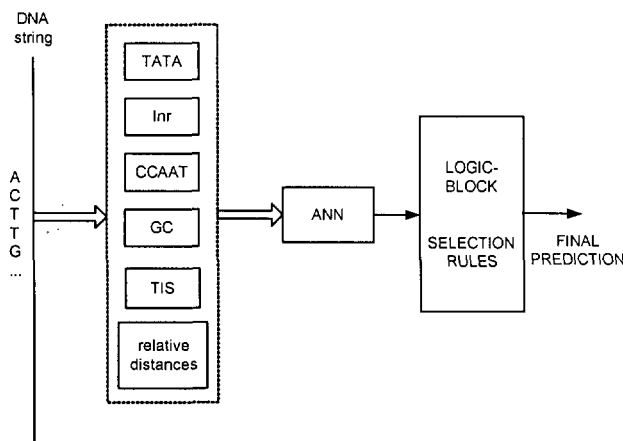 DNA
string
A
C
T
T
G
...
TATA
Inr
CCAAT
GC
TIS
relative
distances
ANN
LOGIC-
BLOCK
SELECTION
RULES
FINAL
PREDICTION